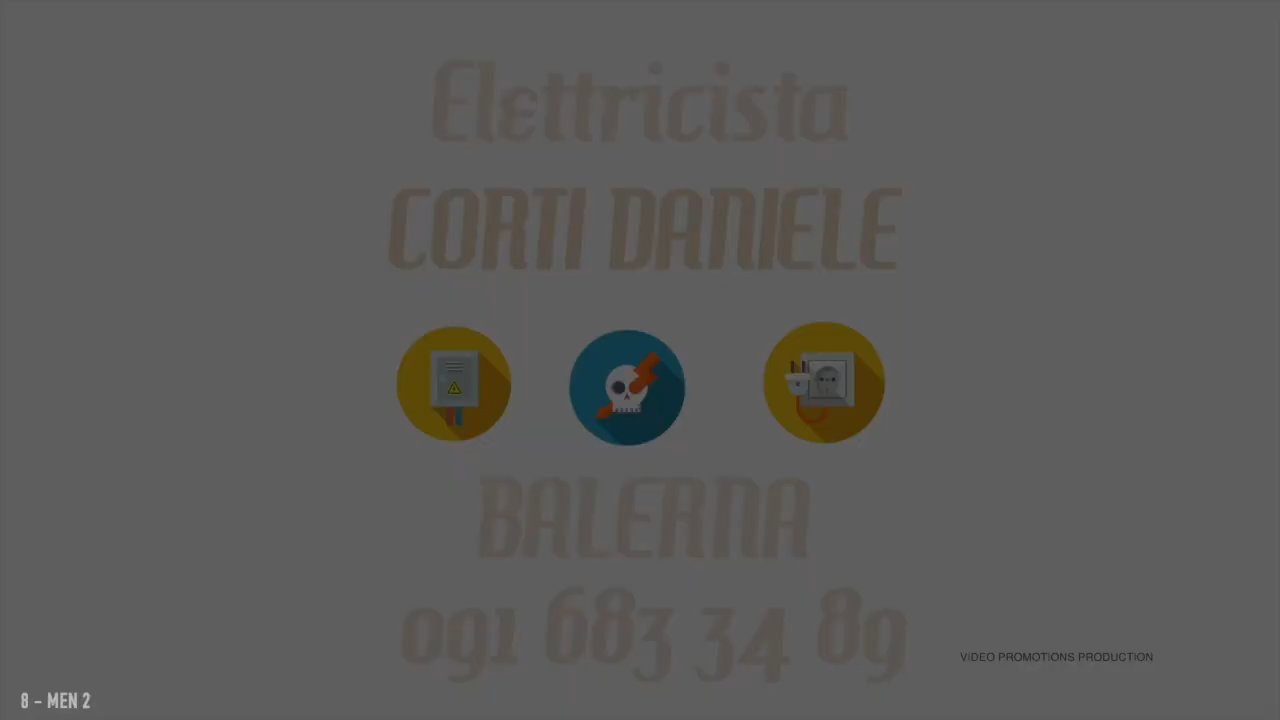 Elettricista
CORTI DANIELE
BALERNA
091 683 34 89
ViDEO PROMOTiONS PRODUCTiON
8 - MEN 2